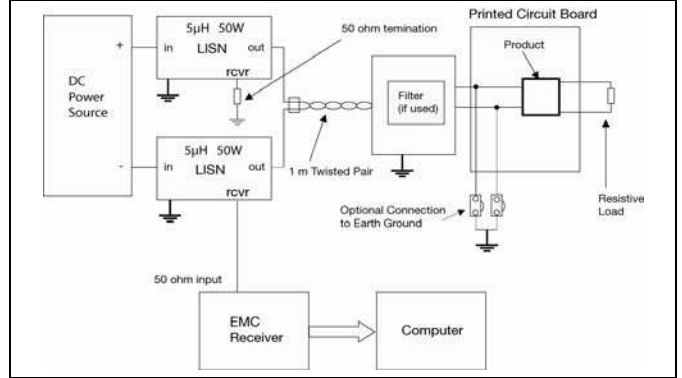 Printed Circuit Board
5µH 50W
LISN
in
out
rcvr
50 ohm temination
Product
+
DC
Power
Source
-
Filter
(if used)
5µH 50W
LISN
in
out
rcvr
1 m Twisted Pair
Optional Connection
to Earth Ground
Resistive
Load
50 ohm input
EMC
Receiver
Computer